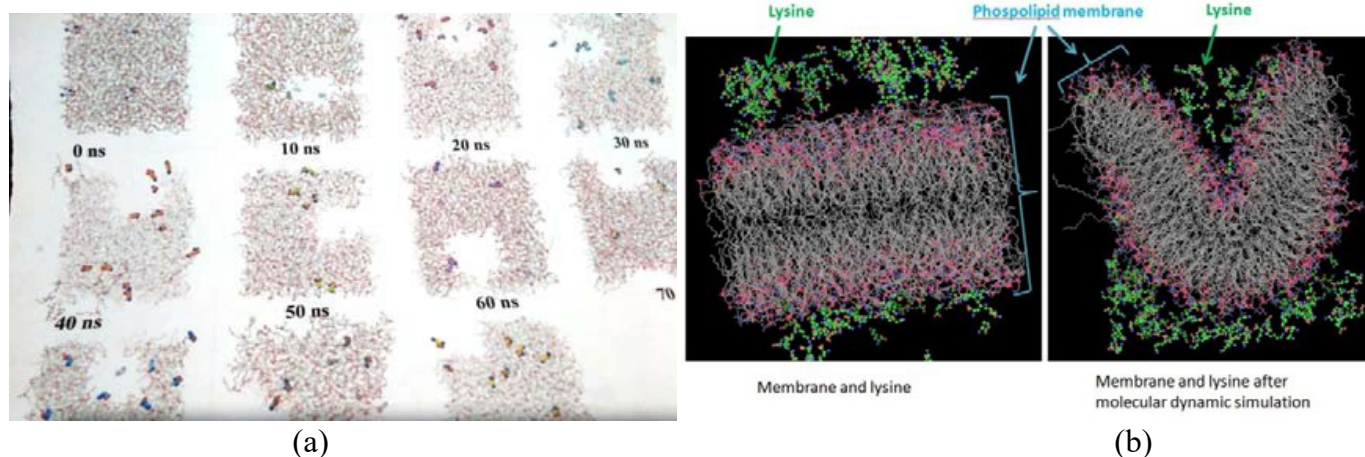 Lysine
Phospolipid membrane
Lysine
0 ns
10 ns
20 ns
30 ns
40 ns
50 ns
60 ns
70
Membrane and lysine
Membrane and lysine after
molecular dynamic simulation
(a)
(b)